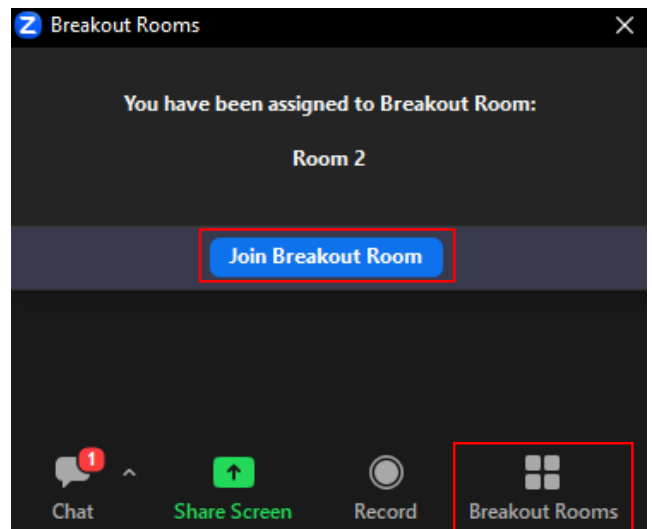 Z Breakout Rooms
You have been assigned to Breakout Room:
Room 2
Join Breakout Room
1
Chat Share Screen Record Breakout Rooms